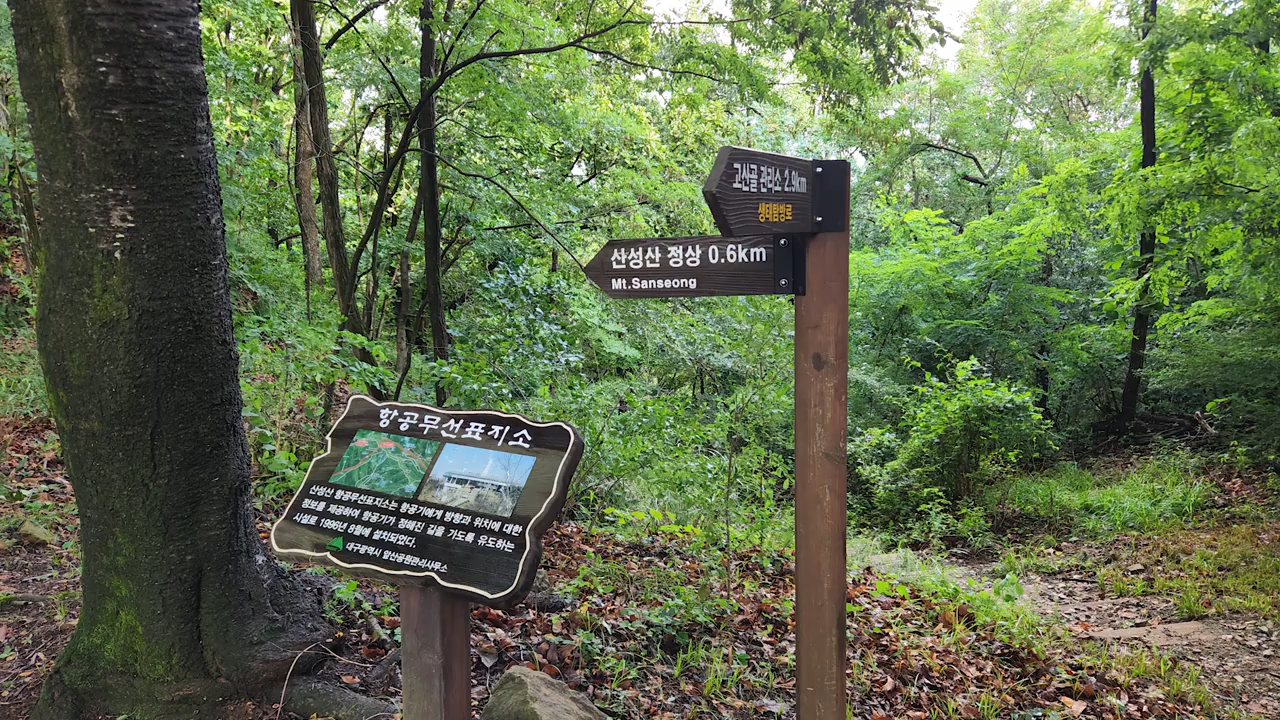 고산골 관리소 2.9km
생태탐방로
산성산 정상 0.6km
Mt.Sanseong
항공무선표지소
산성산 항공무선표지소는 항공기에게 방향과 위치에 대한
정보를 제공하여 항공기가 정해진 길을 가도록 유도하는
시설로 1996년 8월에 설치되었다.
대구광역시 앞산공원관리사무소